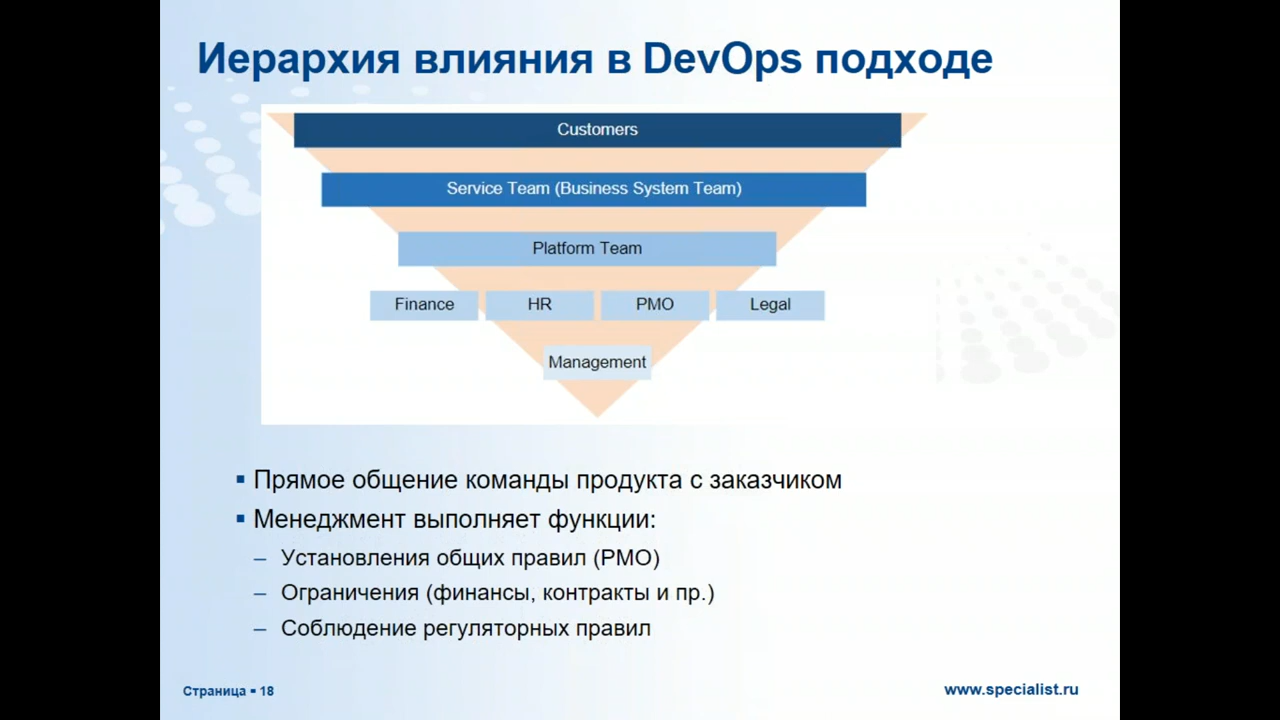 Иерархия влияния в DevOps подходе
Customers
Service Team (Business System Team)
Platform Team
Finance HR PMO Legal
Management
▪ Прямое общение команды продукта с заказчиком
▪ Менеджмент выполняет функции:
– Установления общих правил (PMO)
– Ограничения (финансы, контракты и пр.)
– Соблюдение регуляторных правил
Страница ▪ 18
www.specialist.ru